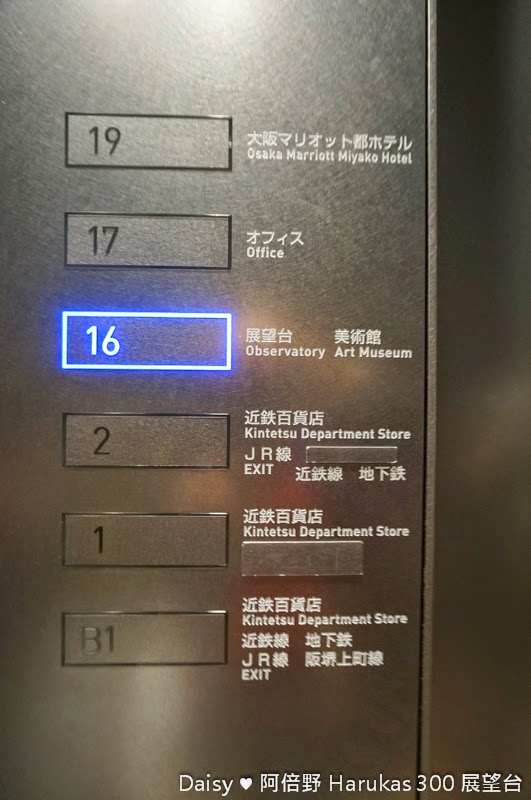 19
大阪マリオット都ホテル
Osaka Marriott Miyako Hotel
17
オフィス
Office
16
展望台 美術館
Observatory Art Museum
2
近鉄百貨店
Kintetsu Department Store
JR線
EXIT 近鉄線 地下鉄
1
近鉄百貨店
Kintetsu Department Store
B1
近鉄百貨店
Kintetsu Department Store
近鉄線 地下鉄
JR線 阪堺上町線
EXIT
Daisy ♥ 阿倍野 Harukas 300 展望台